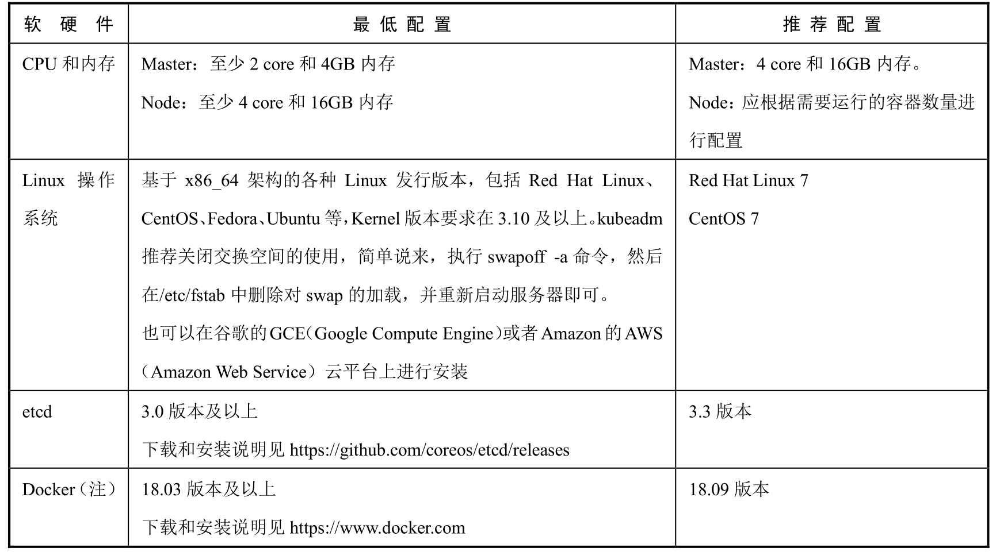 软 硬 件
最 低 配 置
推 荐 配 置
CPU 和内存
Master：至少 2 core 和 4GB 内存
Node：至少 4 core 和 16GB 内存
Master：4 core 和 16GB 内存。
Node：应根据需要运行的容器数量进
行配置
Linux 操作
系统
基于 x86_64 架构的各种 Linux 发行版本，包括 Red Hat Linux、
CentOS、Fedora、Ubuntu 等，Kernel 版本要求在 3.10 及以上。kubeadm
推荐关闭交换空间的使用，简单说来，执行 swapoff -a 命令，然后
在/etc/fstab 中删除对 swap 的加载，并重新启动服务器即可。
也可以在谷歌的 GCE（Google Compute Engine）或者 Amazon 的 AWS
（Amazon Web Service）云平台上进行安装
Red Hat Linux 7
CentOS 7
etcd
3.0 版本及以上
下载和安装说明见 https://github.com/coreos/etcd/releases
3.3 版本
Docker（注）
18.03 版本及以上
下载和安装说明见 https://www.docker.com
18.09 版本